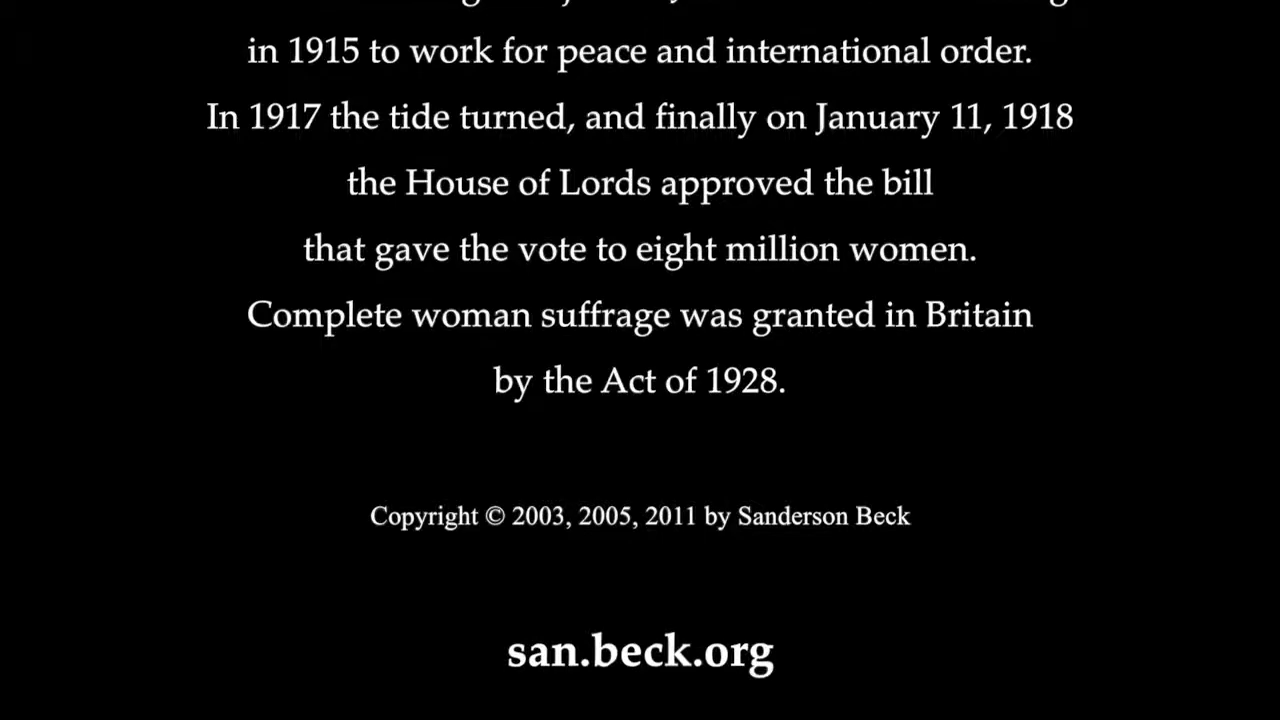 in 1915 to work for peace and international order.
In 1917 the tide turned, and finally on January 11, 1918
the House of Lords approved the bill
that gave the vote to eight million women.
Complete woman suffrage was granted in Britain
by the Act of 1928.
Copyright © 2003, 2005, 2011 by Sanderson Beck
san.beck.org